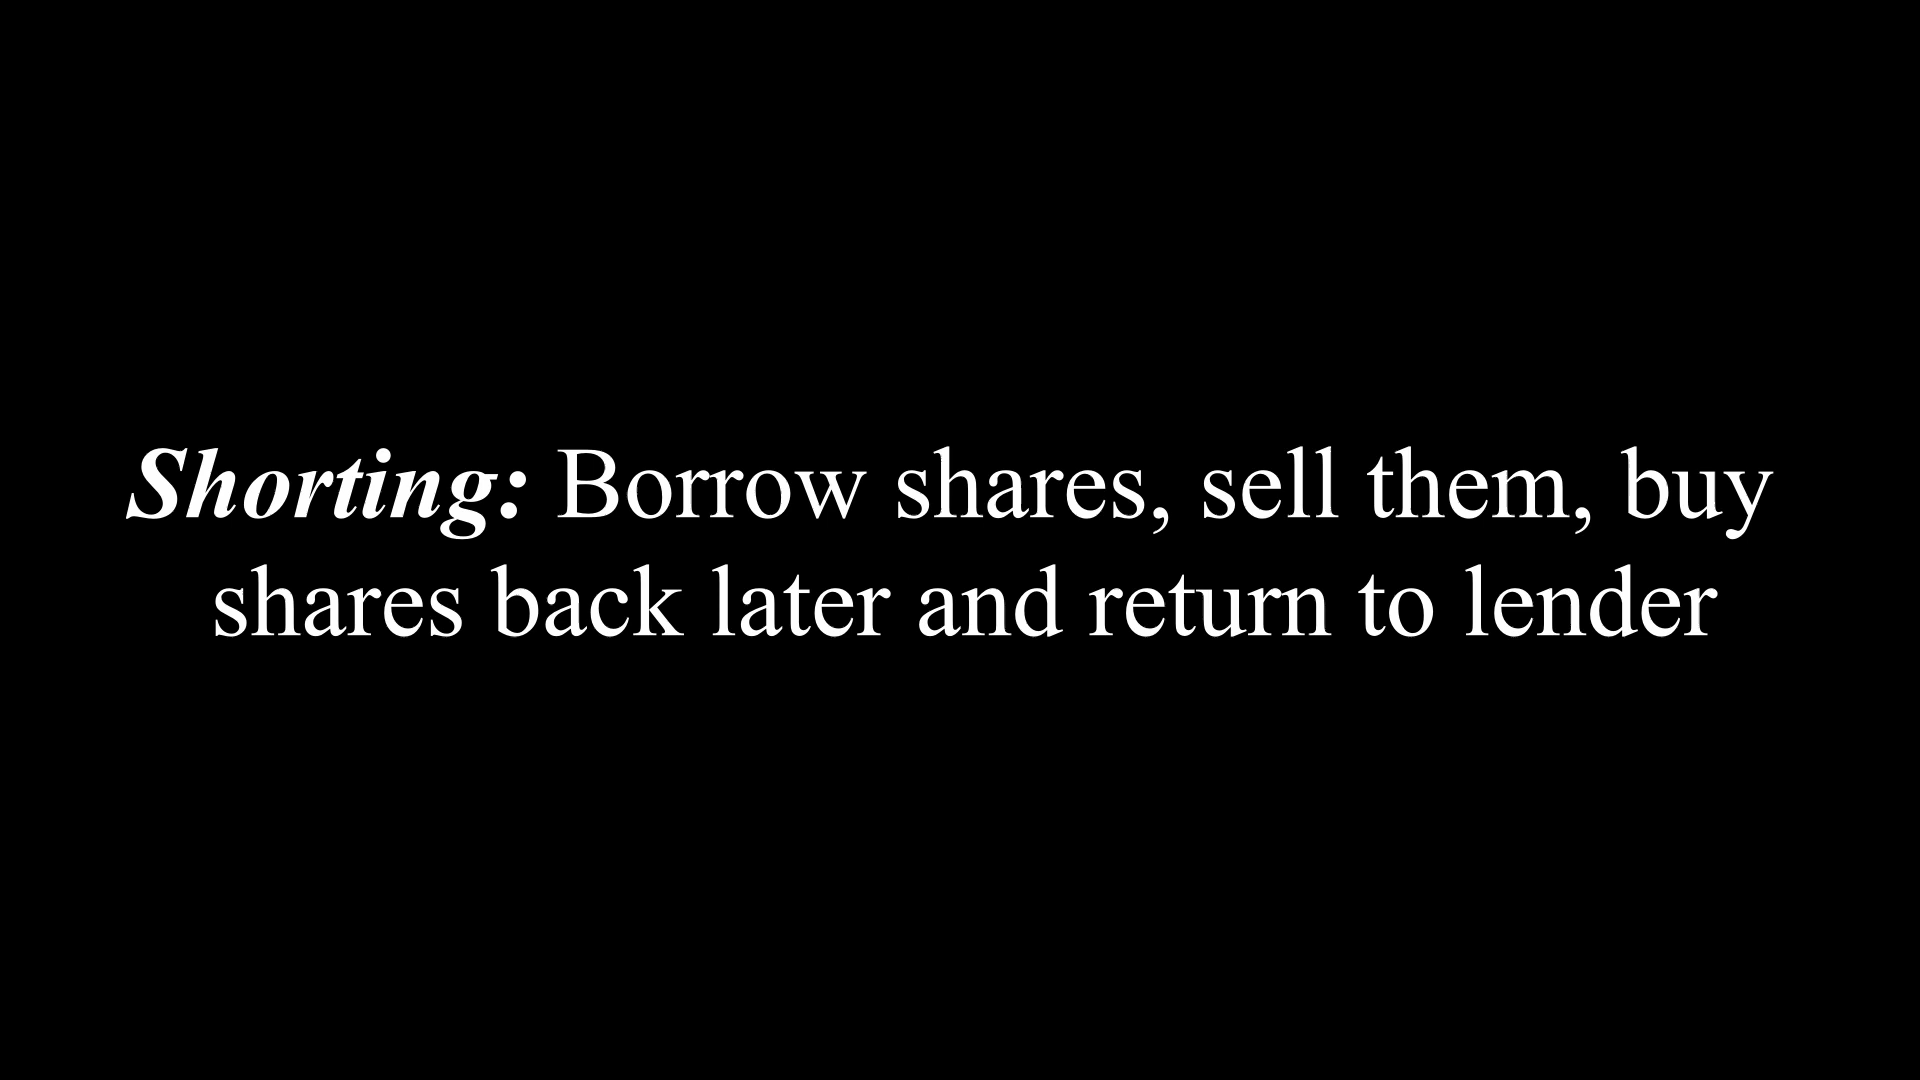 Shorting: Borrow shares, sell them, buy
shares back later and return to lender